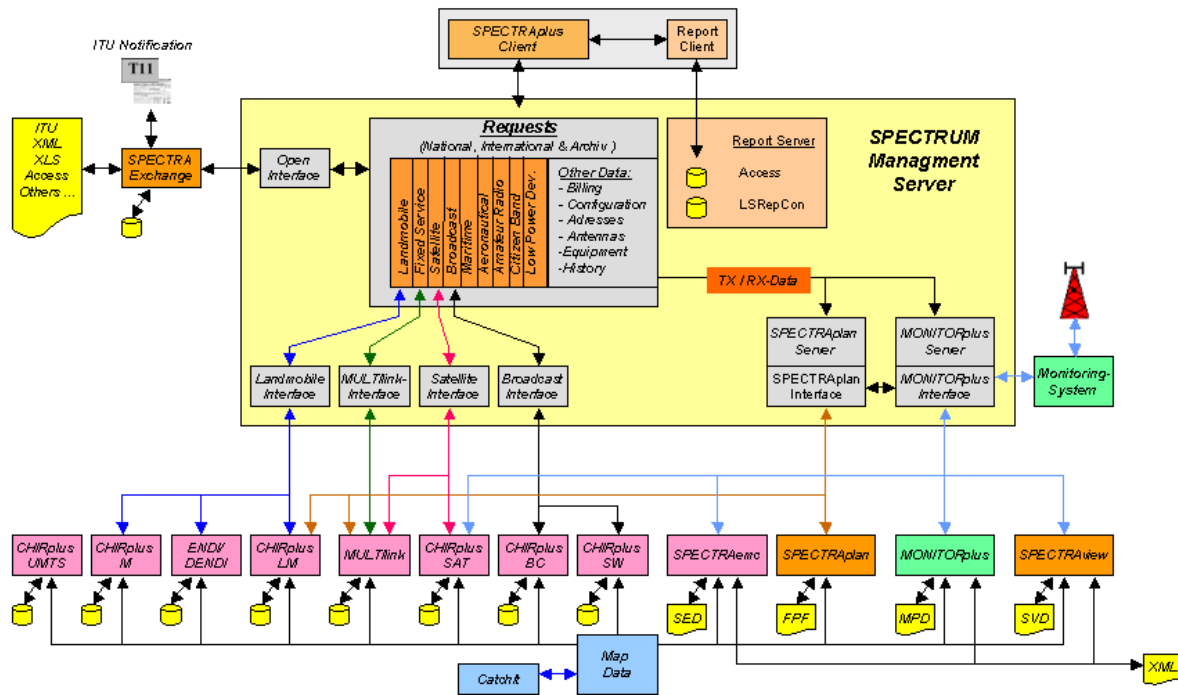 SPECTRAplus
Client
Report
Client
ITU Notification
T11
ITU
XML
XLS
Access
Others ...
SPECTRA
Exchange
Open
Interface
Requests
(National, International & Archiv )
Landmobile
Fixed Service
Satellite
Broadcast
Maritime
Aeronautical
Amateur Radio
Citizen Band
Low Power Dev.
Other Data:
- Billing
- Configuration
- Adresses
- Antennas
-Equipment
-History
Report Server
Access
LSRepCon
SPECTRUM
Managment
Server
TX / RX-Data
SPECTRAplan
Server
SPECTRAplan
Interface
MONITORplus
Server
MONITORplus
Interface
Monitoring-
System
Landmobile
Interface
MULTIlink-
Interface
Satellite
Interface
Broadcast
Interface
CHIRplus
UMTS
CHIRplus
M
ENDI/
DENDI
CHIRplus
LM
MULTIlink
CHIRplus
SAT
CHIRplus
BC
CHIRplus
SW
SPECTRAemc
SPECTRAplan
MONITORplus
SPECTRAview
SED
FPF
MPD
SVD
Map
Data
CatchIt
XML